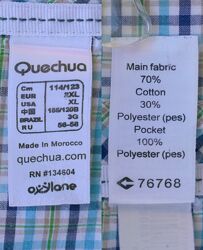 Quechua
Cm 114/123
EUR 2XL
USA XL
中国 185/120B
BRAZIL 3G
RU 56-58
Made In Morocco
quechua.com
RN #134604
oxylane
Main fabric
70%
Cotton
30%
Polyester (pes)
Pocket
100%
Polyester (pes)
76768